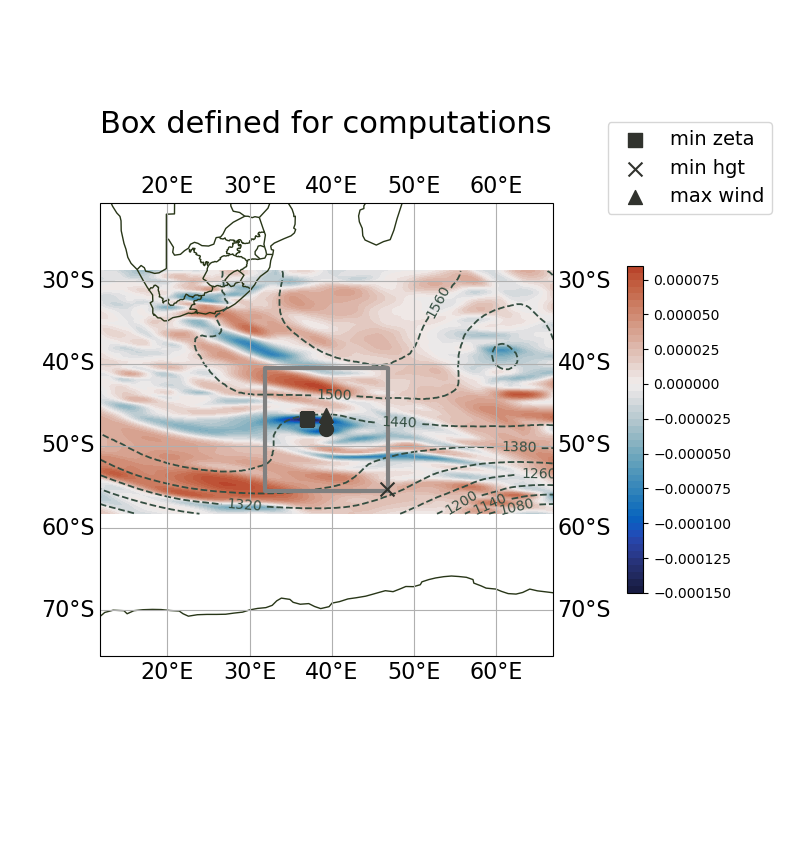 Box defined for computations
min zeta
min hgt
max wind
20°E 30°E 40°E 50°E 60°E
30°S 30°S
40°S 40°S
50°S 50°S
60°S 60°S
70°S 70°S
20°E 30°E 40°E 50°E 60°E
1560
1500
1440
1380
1260
1320
1200
1140
1080
0.000075
0.000050
0.000025
0.000000
−0.000025
−0.000050
−0.000075
−0.000100
−0.000125
−0.000150